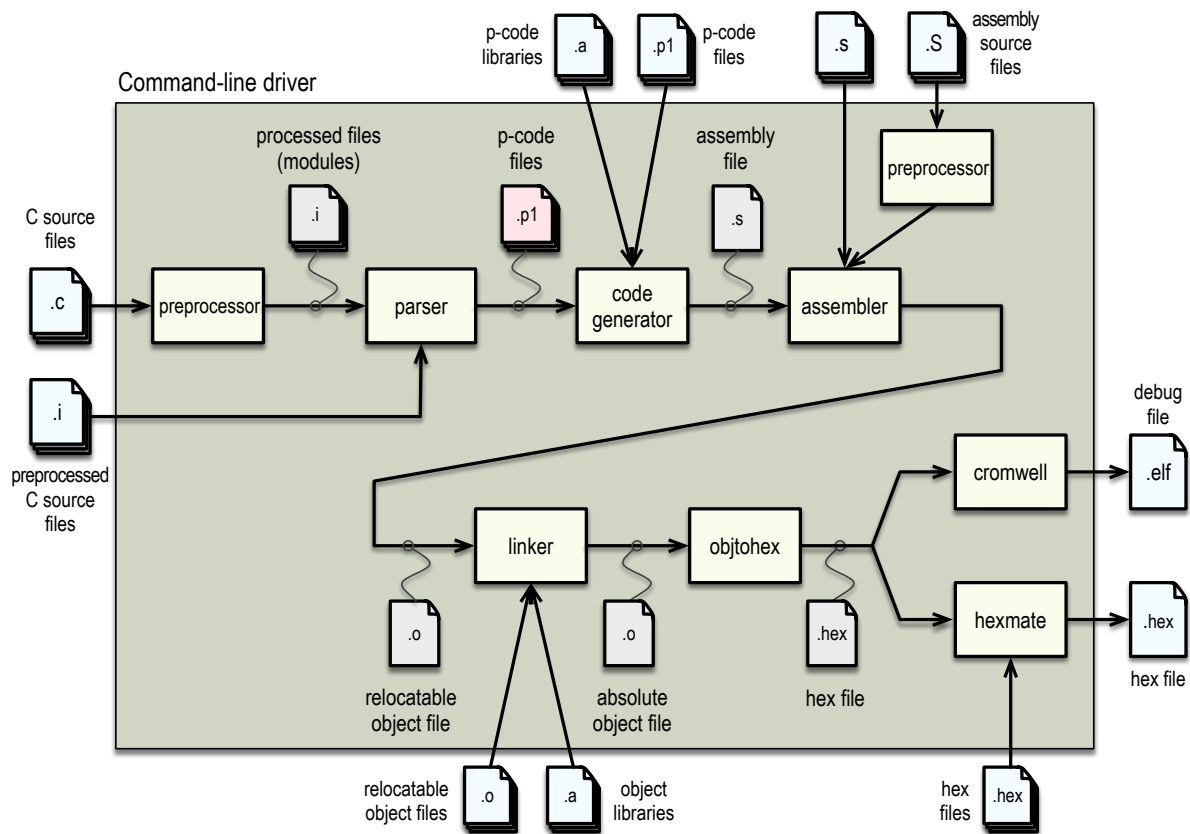 p-code
libraries
.a
.p1
p-code
files
.s
.S
assembly
source
files
Command-line driver
processed files
(modules)
.i
p-code
files
.p1
assembly
file
.s
preprocessor
C source
files
.c
preprocessor
parser
code
generator
assembler
.i
preprocessed
C source
files
debug
file
cromwell
.elf
linker
objtohex
hexmate
.hex
hex file
.o
relocatable
object file
.o
absolute
object file
.hex
hex file
relocatable
object files
.o
.a
object
libraries
hex
files
.hex